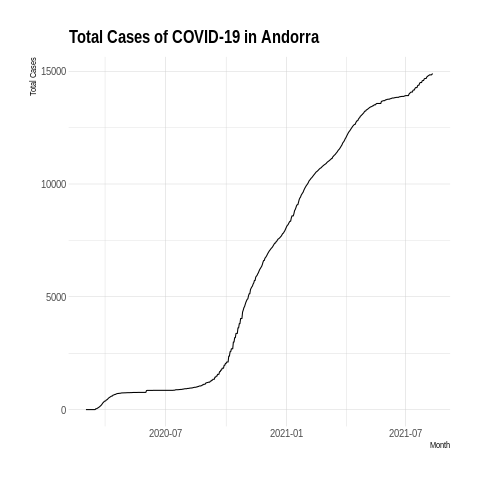 Total Cases of COVID-19 in Andorra
Total Cases
15000
10000
5000
0
2020-07
2021-01
2021-07
Month